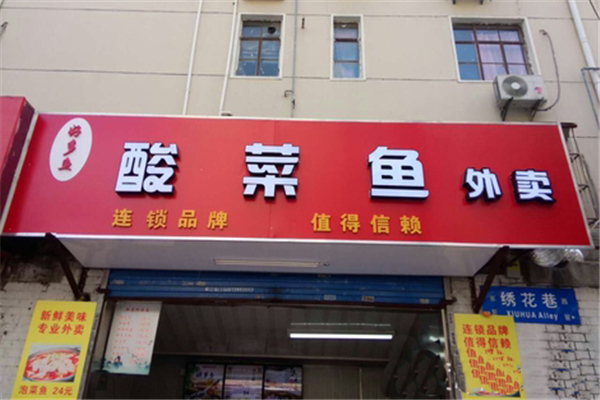 好多鱼
酸菜鱼 外卖
连锁品牌 值得信赖
绣花巷
XIUHUA Alley
新鲜美味
专业外卖
泡菜鱼 24元
连锁品牌
值得信赖